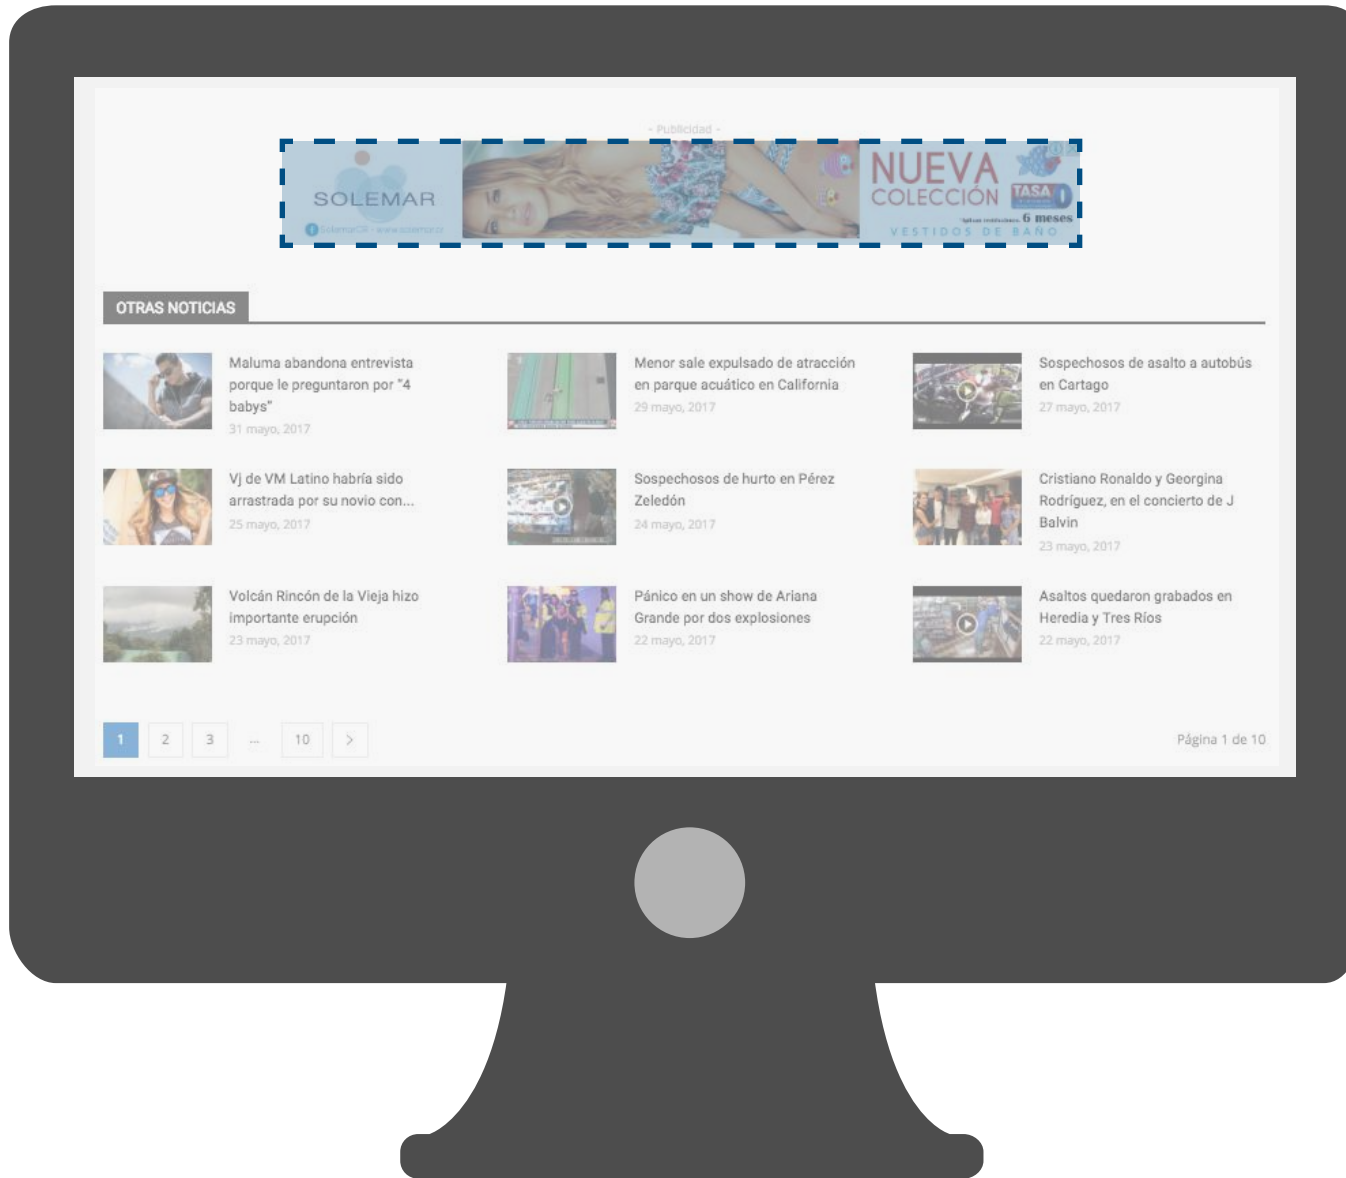 - Publicidad -
SOLEMAR
SolemarCR - www.solemar.cr
NUEVA
COLECCIÓN
TASA 0
6 meses
VESTIDOS DE BAÑO
OTRAS NOTICIAS
Maluma abandona entrevista
porque le preguntaron por "4
babys"
31 mayo, 2017
Menor sale expulsado de atracción
en parque acuático en California
29 mayo, 2017
Sospechosos de asalto a autobús
en Cartago
27 mayo, 2017
Vj de VM Latino habría sido
arrastrada por su novio con...
25 mayo, 2017
Sospechosos de hurto en Pérez
Zeledón
24 mayo, 2017
Cristiano Ronaldo y Georgina
Rodríguez, en el concierto de J
Balvin
23 mayo, 2017
Volcán Rincón de la Vieja hizo
importante erupción
23 mayo, 2017
Pánico en un show de Ariana
Grande por dos explosiones
22 mayo, 2017
Asaltos quedaron grabados en
Heredia y Tres Ríos
22 mayo, 2017
1 2 3 ... 10 >
Página 1 de 10